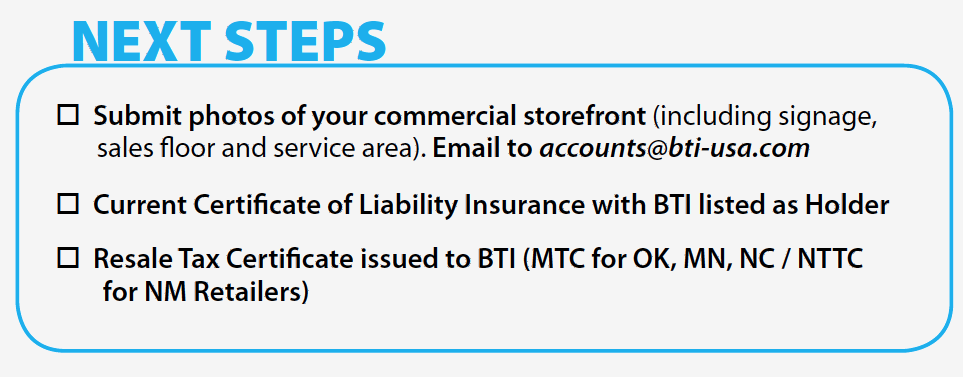 NEXT STEPS
☐ Submit photos of your commercial storefront (including signage,
sales floor and service area). Email to accounts@bti-usa.com
☐ Current Certificate of Liability Insurance with BTI listed as Holder
☐ Resale Tax Certificate issued to BTI (MTC for OK, MN, NC / NTTC
for NM Retailers)